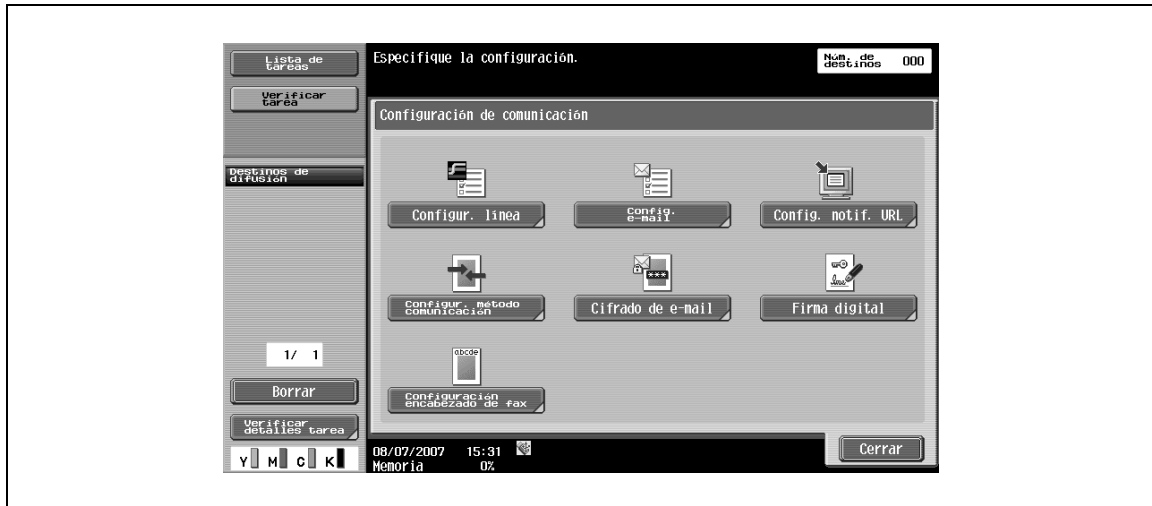 Lista de
tareas
Verificar
tarea
Especifique la configuración.
Núm. de
destinos
000
Configuración de comunicación
Destinos de
difusión
Configur. línea
Config.
e-mail
Config. notif. URL
Configur. método
comunicación
Cifrado de e-mail
Firma digital
abcde
Configuración
encabezado de fax
1/ 1
Borrar
Verificar
detalles tarea
Y M C K
08/07/2007 15:31
Memoria 0%
Cerrar